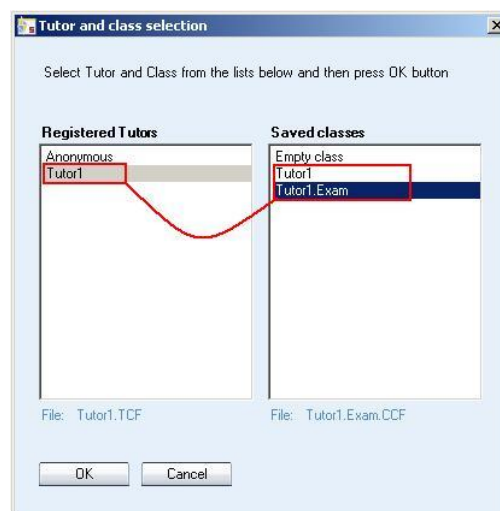 Tutor and class selection
Select Tutor and Class from the lists below and then press OK button
Registered Tutors
Anonymous
Tutor1
File: Tutor1.TCF
Saved classes
Empty class
Tutor1
Tutor1.Exam
File: Tutor1.Exam.CCF
OK
Cancel